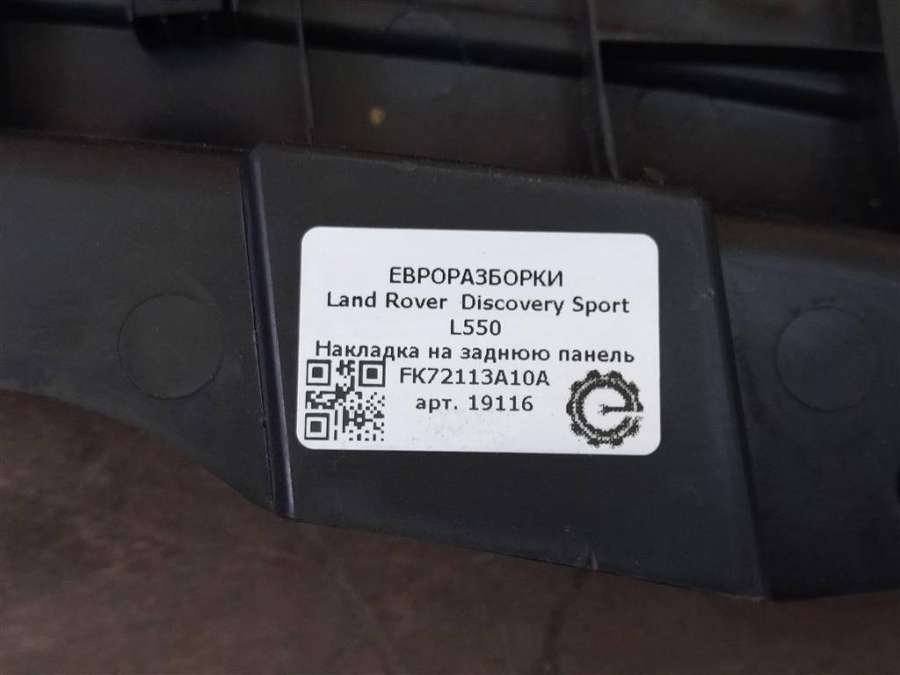 ЕВРОРАЗБОРКИ
Land Rover Discovery Sport
L550
Накладка на заднюю панель
FK72113A10A
арт. 19116